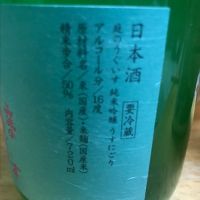 日本酒
要冷蔵
庭のうぐいす 純米吟醸 うすにごり
アルコール分/16度
原材料名/米(国産)、米麹(国産米)
精米歩合/50% 内容量/720ml